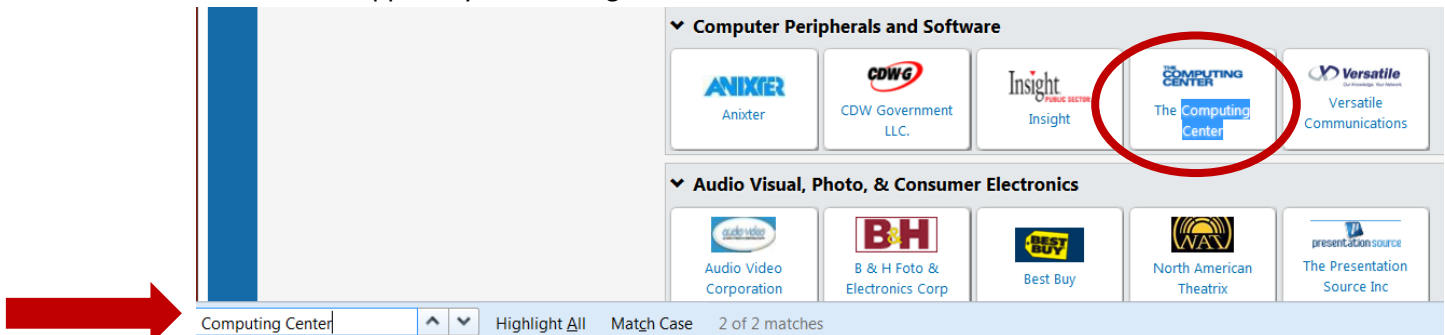 Computer Peripherals and Software
ANIXTER
Anixter
CDW·G
CDW Government
LLC.
Insight
PUBLIC SECTOR
Insight
THE
COMPUTING
CENTER
The Computing
Center
Versatile
Versatile
Communications
Audio Visual, Photo, & Consumer Electronics
audio video
Audio Video
Corporation
B&H
B & H Foto &
Electronics Corp
BEST
BUY
Best Buy
NAT
North American
Theatrix
presentation source
The Presentation
Source Inc
Computing Center
Highlight All
Match Case
2 of 2 matches